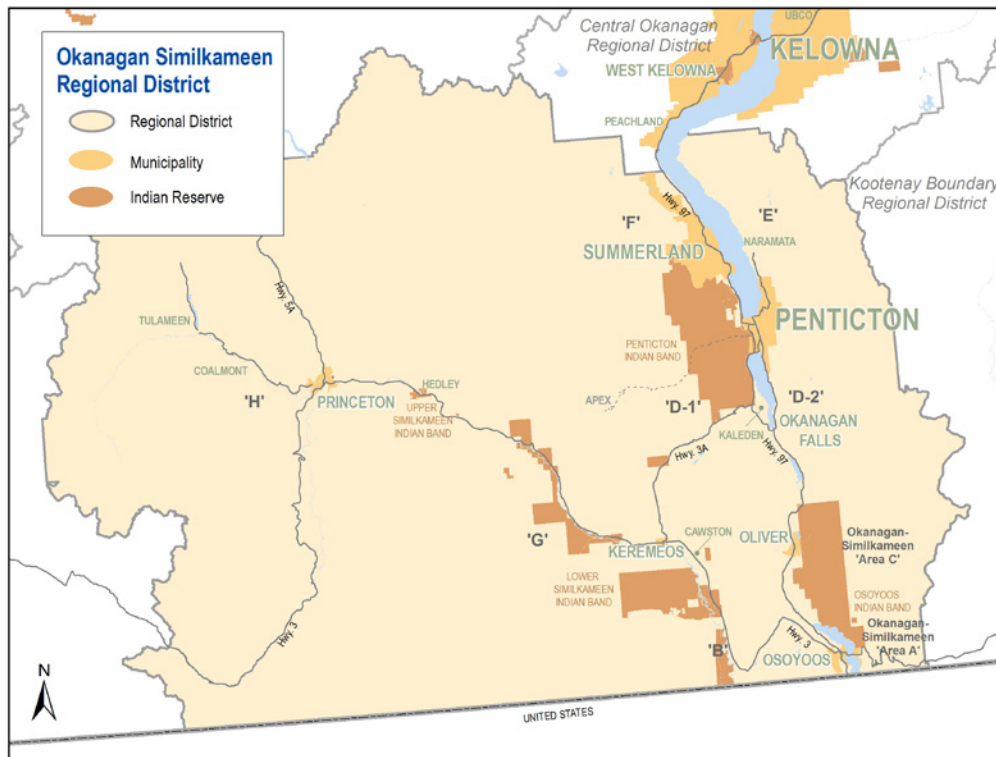 Okanagan Similkameen
Regional District
Regional District
Municipality
Indian Reserve
Central Okanagan
Regional District
UBCO
KELOWNA
WEST KELOWNA
PEACHLAND
Kootenay Boundary
Regional District
Hwy. 97
'F'
'E'
SUMMERLAND
NARAMATA
Hwy. 5A
TULAMEEN
PENTICTON
PENTICTON
INDIAN BAND
COALMONT
HEDLEY
'H'
PRINCETON
UPPER
SIMILKAMEEN
INDIAN BAND
APEX
'D-1'
'D-2'
KALEDEN
OKANAGAN
FALLS
Hwy. 3A
Hwy. 97
'G'
CAWSTON
OLIVER
KEREMEOS
Okanagan-
Similkameen
'Area C'
LOWER
SIMILKAMEEN
INDIAN BAND
OSOYOOS
INDIAN BAND
Okanagan-
Similkameen
'Area A'
Hwy. 3
'B'
Hwy. 3
OSOYOOS
N
UNITED STATES